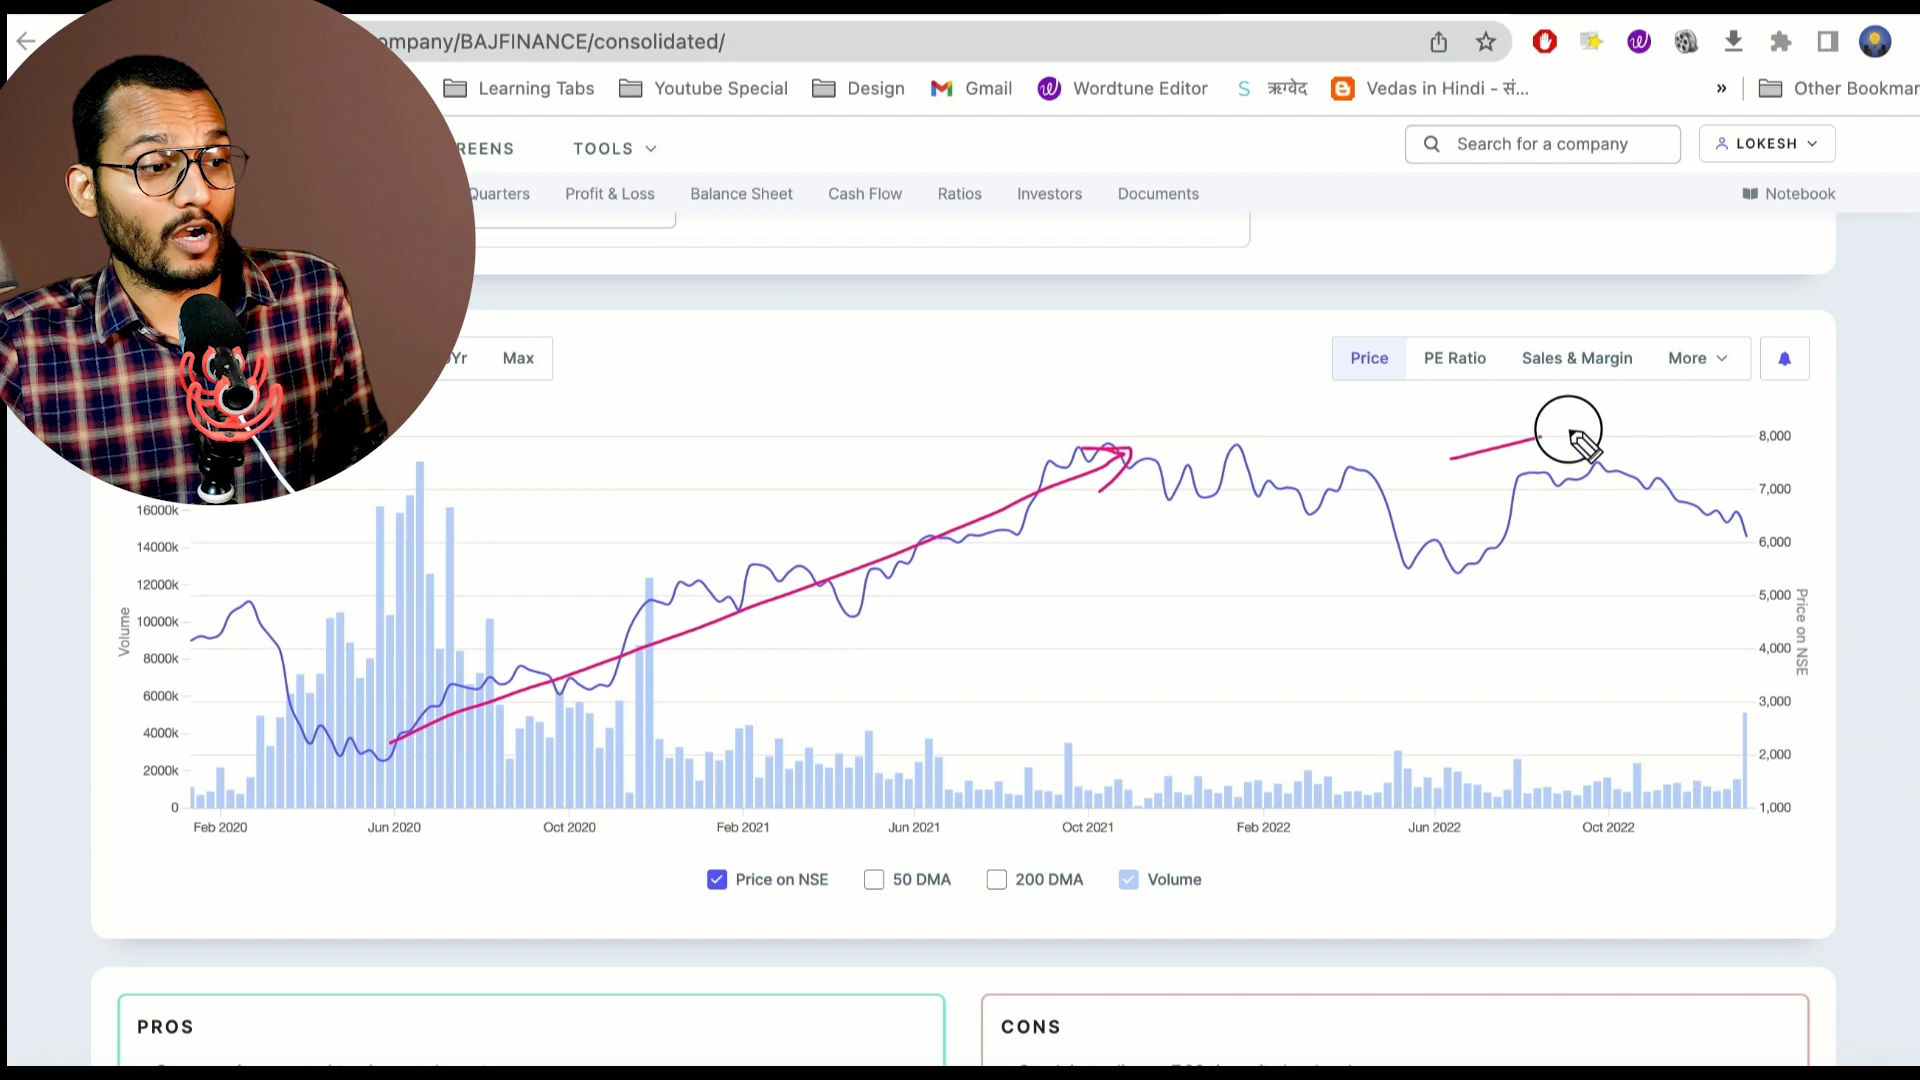 ompany/BAJFINANCE/consolidated/
Learning Tabs Youtube Special Design Gmail Wordtune Editor S ऋग्वेद Vedas in Hindi - सं... » Other Bookmar
REENS TOOLS Search for a company LOKESH
Quarters Profit & Loss Balance Sheet Cash Flow Ratios Investors Documents Notebook
Yr Max Price PE Ratio Sales & Margin More
8,000
7,000
16000k
14000k 6,000
12000k 5,000
10000k
8000k 4,000
6000k 3,000
4000k
2000k 2,000
0 1,000
Volume
Price on NSE
Feb 2020 Jun 2020 Oct 2020 Feb 2021 Jun 2021 Oct 2021 Feb 2022 Jun 2022 Oct 2022
Price on NSE 50 DMA 200 DMA Volume
PROS CONS